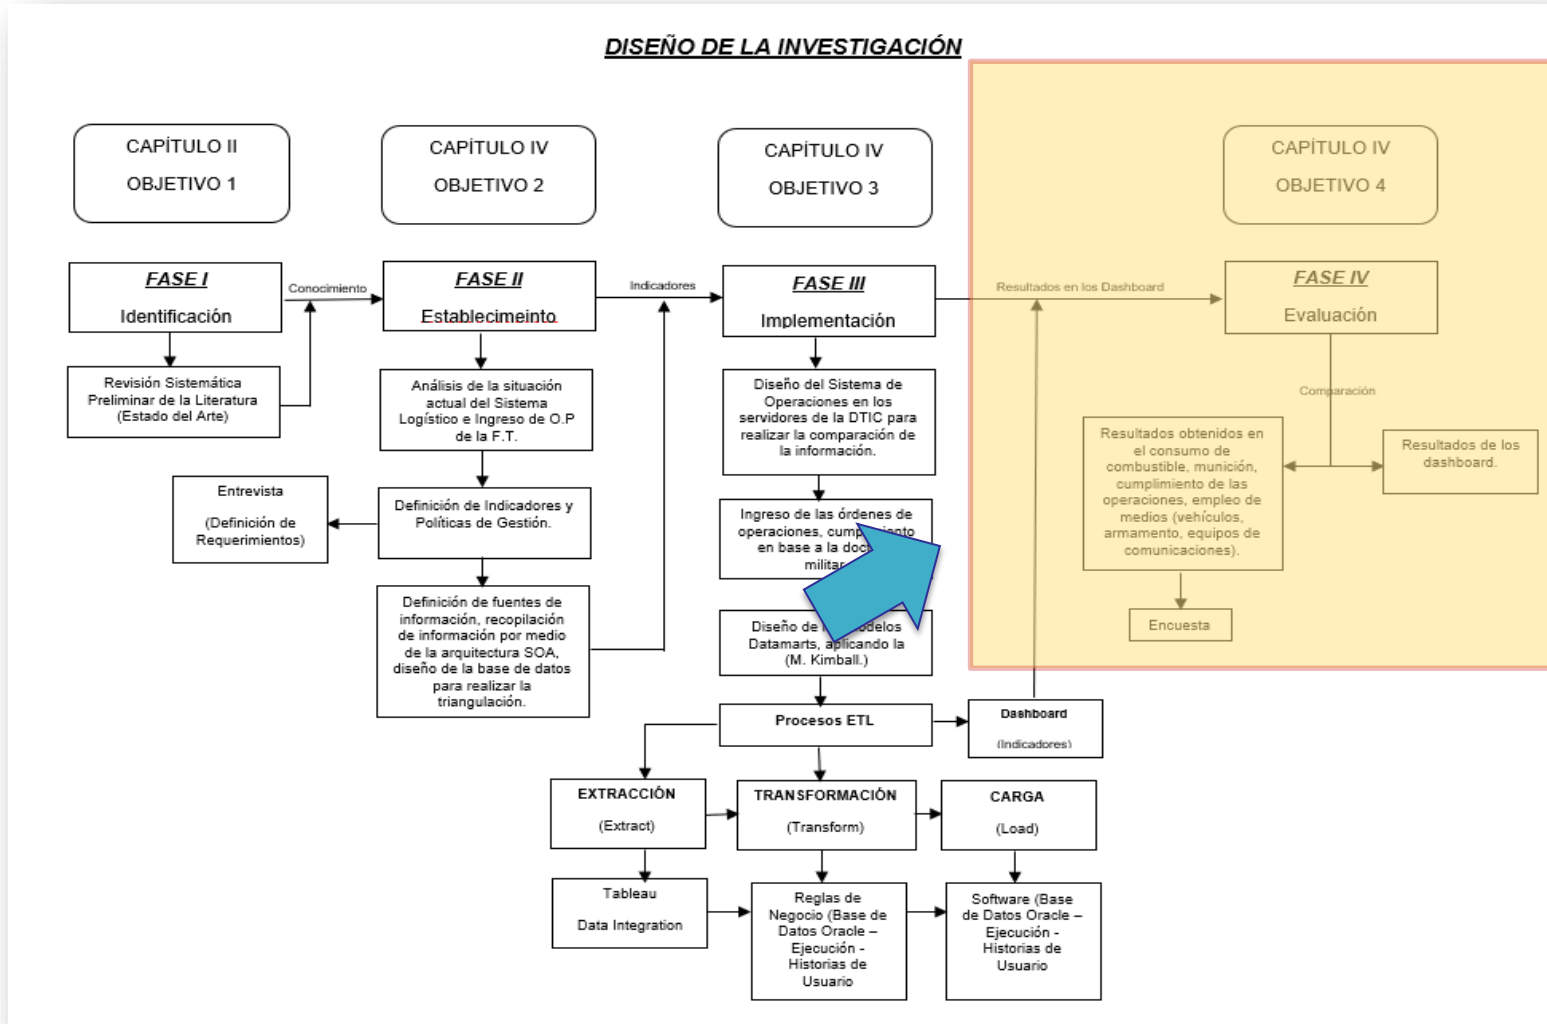 DISEÑO DE LA INVESTIGACIÓN
CAPÍTULO II
OBJETIVO 1
CAPÍTULO IV
OBJETIVO 2
CAPÍTULO IV
OBJETIVO 3
CAPÍTULO IV
OBJETIVO 4
FASE I
Identificación
Conocimiento
FASE II
Establecimeinto
Indicadores
FASE III
Implementación
Resultados en los Dashboard
FASE IV
Evaluación
Revisión Sistemática
Preliminar de la Literatura
(Estado del Arte)
Análisis de la situación
actual del Sistema
Logístico e Ingreso de O.P
de la F.T.
Entrevista
(Definición de
Requerimientos)
Definición de Indicadores y
Políticas de Gestión.
Definición de fuentes de
información, recopilación
de información por medio
de la arquitectura SOA,
diseño de la base de datos
para realizar la
triangulación.
Diseño del Sistema de
Operaciones en los
servidores de la DTIC para
realizar la comparación de
la información.
Ingreso de las órdenes de
operaciones,
en base a la
militar
Diseño de
Datamarts, aplicando la
(M. Kimball.)
Procesos ETL
Dashboard
(Indicadores)
EXTRACCIÓN
(Extract)
TRANSFORMACIÓN
(Transform)
CARGA
(Load)
Tableau
Data Integration
Reglas de
Negocio (Base de
Datos Oracle –
Ejecución -
Historias de
Usuario
Software (Base
de Datos Oracle –
Ejecución -
Historias de
Usuario
Comparación
Resultados obtenidos en
el consumo de
combustible, munición,
cumplimiento de las
operaciones, empleo de
medios (vehículos,
armamento, equipos de
comunicaciones).
Resultados de los
dashboard.
Encuesta